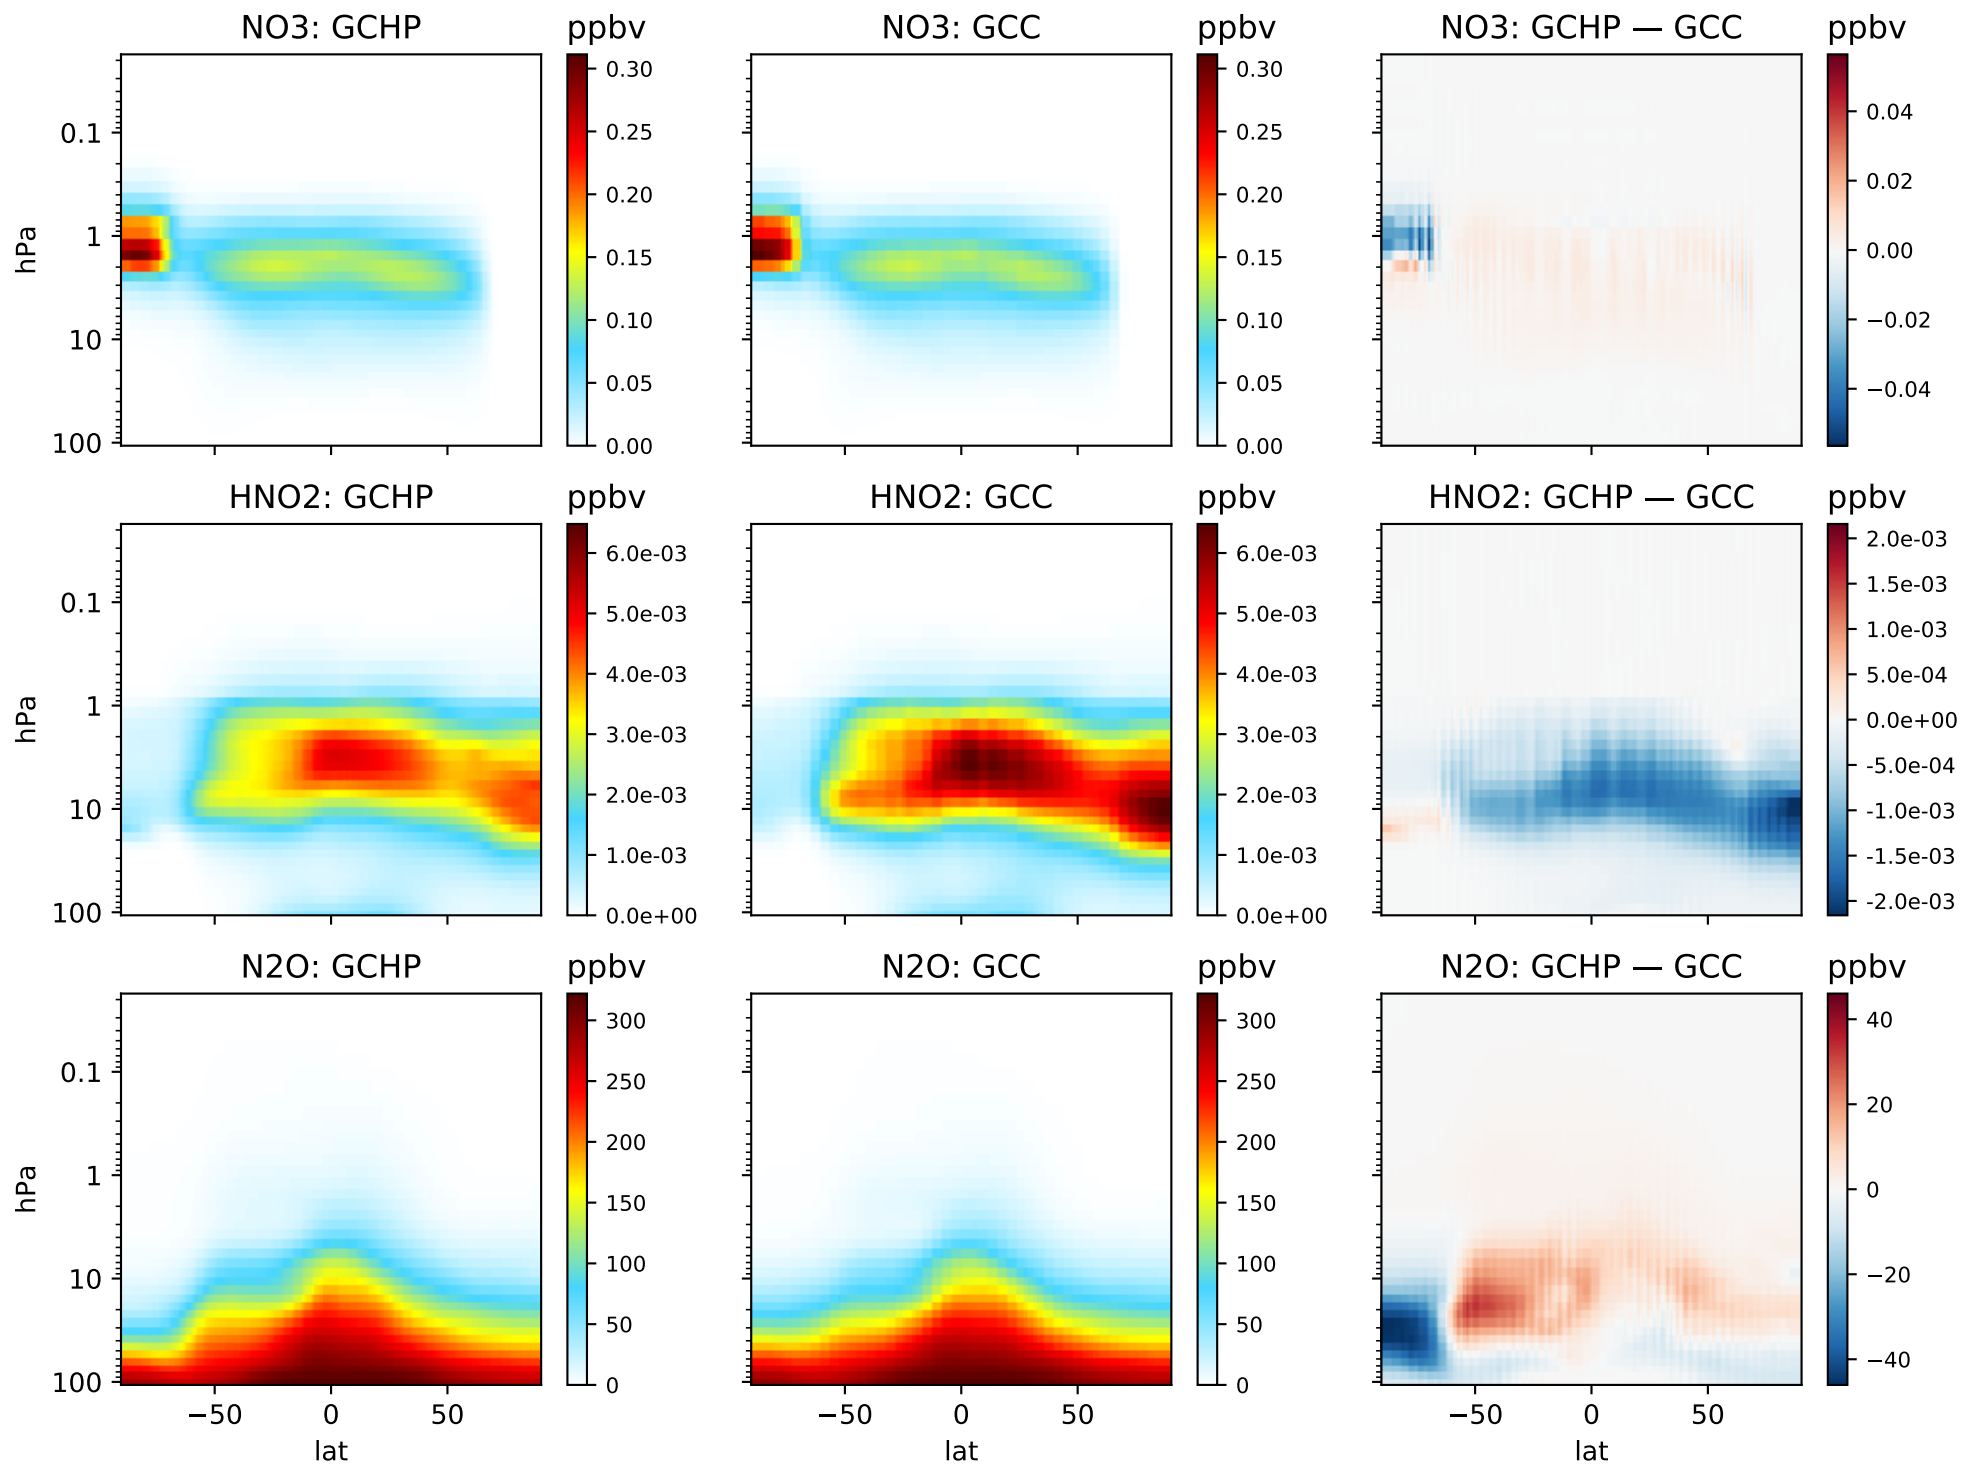 NO3: GCHP
ppbv
NO3: GCC
ppbv
NO3: GCHP — GCC
ppbv
hPa
0.1
1
10
100
0.30
0.25
0.20
0.15
0.10
0.05
0.00
0.30
0.25
0.20
0.15
0.10
0.05
0.00
0.04
0.02
0.00
−0.02
−0.04
HNO2: GCHP
ppbv
HNO2: GCC
ppbv
HNO2: GCHP — GCC
ppbv
hPa
0.1
1
10
100
6.0e-03
5.0e-03
4.0e-03
3.0e-03
2.0e-03
1.0e-03
0.0e+00
6.0e-03
5.0e-03
4.0e-03
3.0e-03
2.0e-03
1.0e-03
0.0e+00
2.0e-03
1.5e-03
1.0e-03
5.0e-04
0.0e+00
-5.0e-04
-1.0e-03
-1.5e-03
-2.0e-03
N2O: GCHP
ppbv
N2O: GCC
ppbv
N2O: GCHP — GCC
ppbv
hPa
0.1
1
10
100
300
250
200
150
100
50
0
300
250
200
150
100
50
0
40
20
0
−20
−40
−50 0 50
−50 0 50
−50 0 50
lat
lat
lat